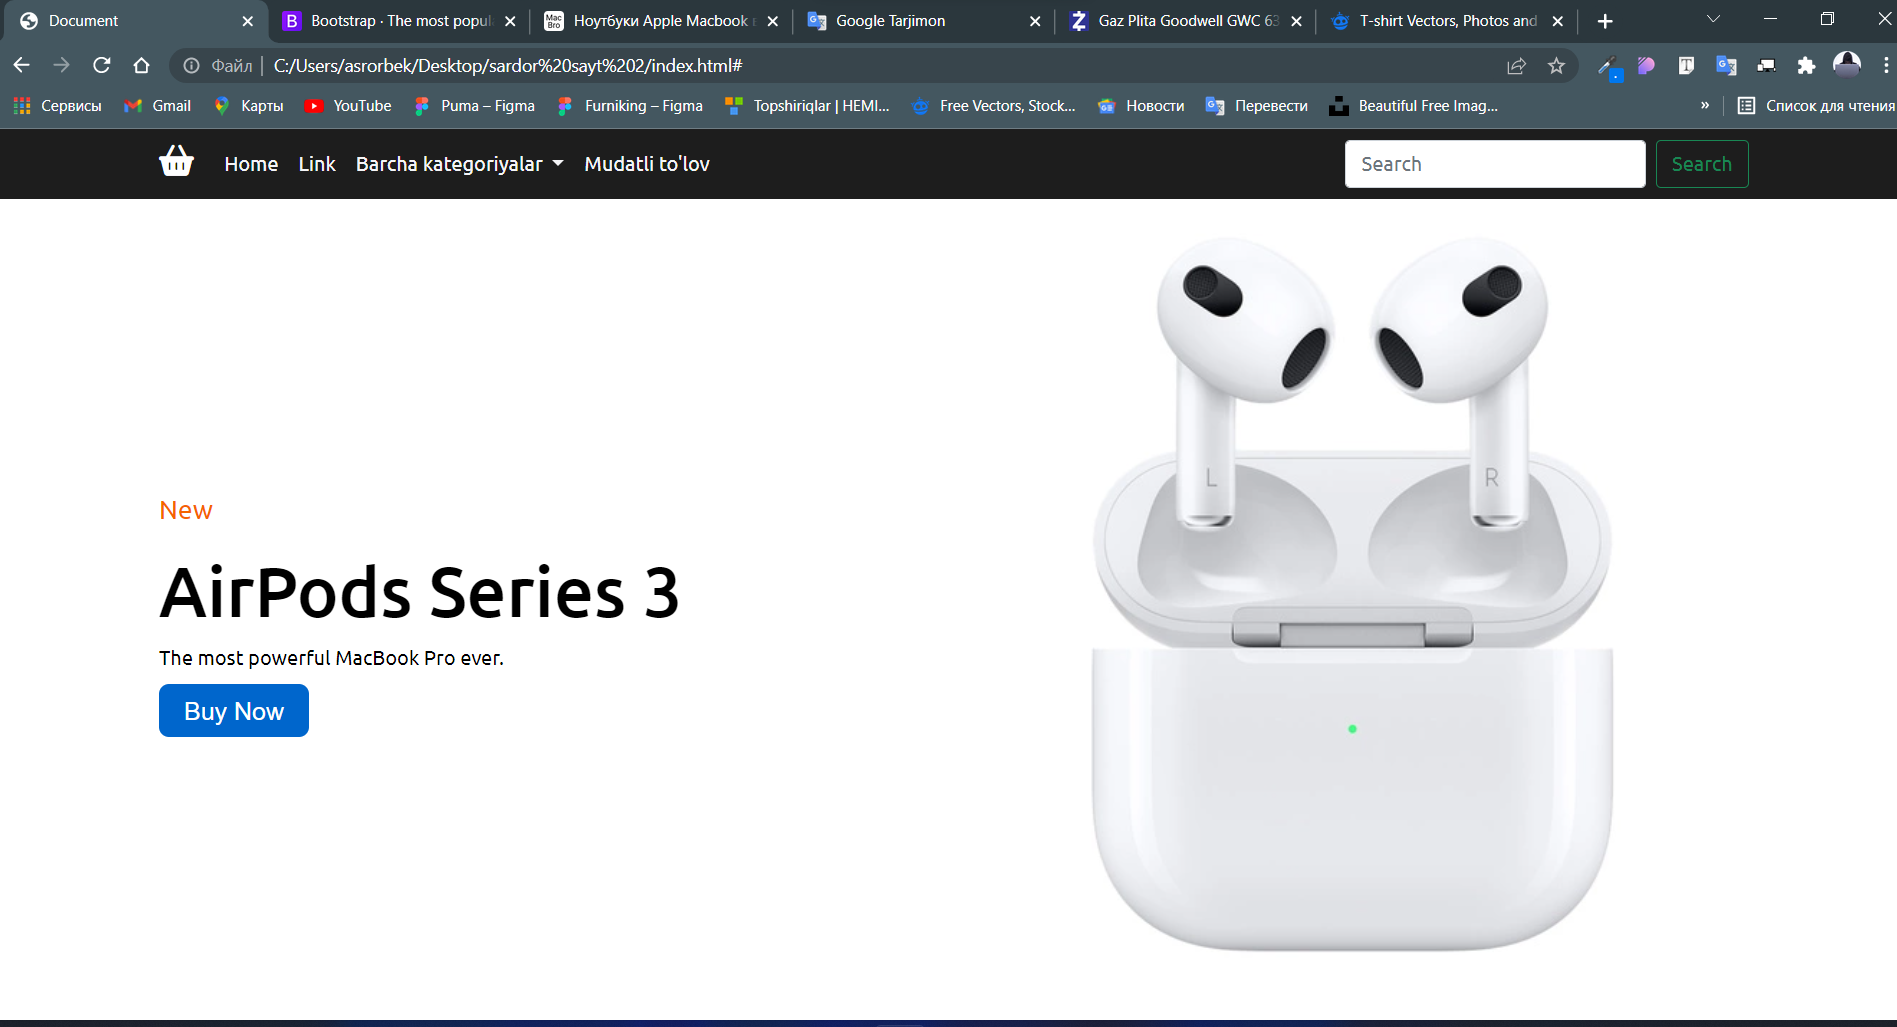 Document
Bootstrap · The most popul
Ноутбуки Apple Macbook
Google Tarjimon
Gaz Plita Goodwell GWC 63
T-shirt Vectors, Photos and
Файл
C:/Users/asrorbek/Desktop/sardor%20sayt%202/index.html#
Сервисы
Gmail
Карты
YouTube
Puma – Figma
Furniking – Figma
Topshiriqlar | HEMI...
Free Vectors, Stock...
Новости
Перевести
Beautiful Free Imag...
»
Список для чтения
Home
Link
Barcha kategoriyalar
Mudatli to'lov
Search
Search
L
R
New
AirPods Series 3
The most powerful MacBook Pro ever.
Buy Now